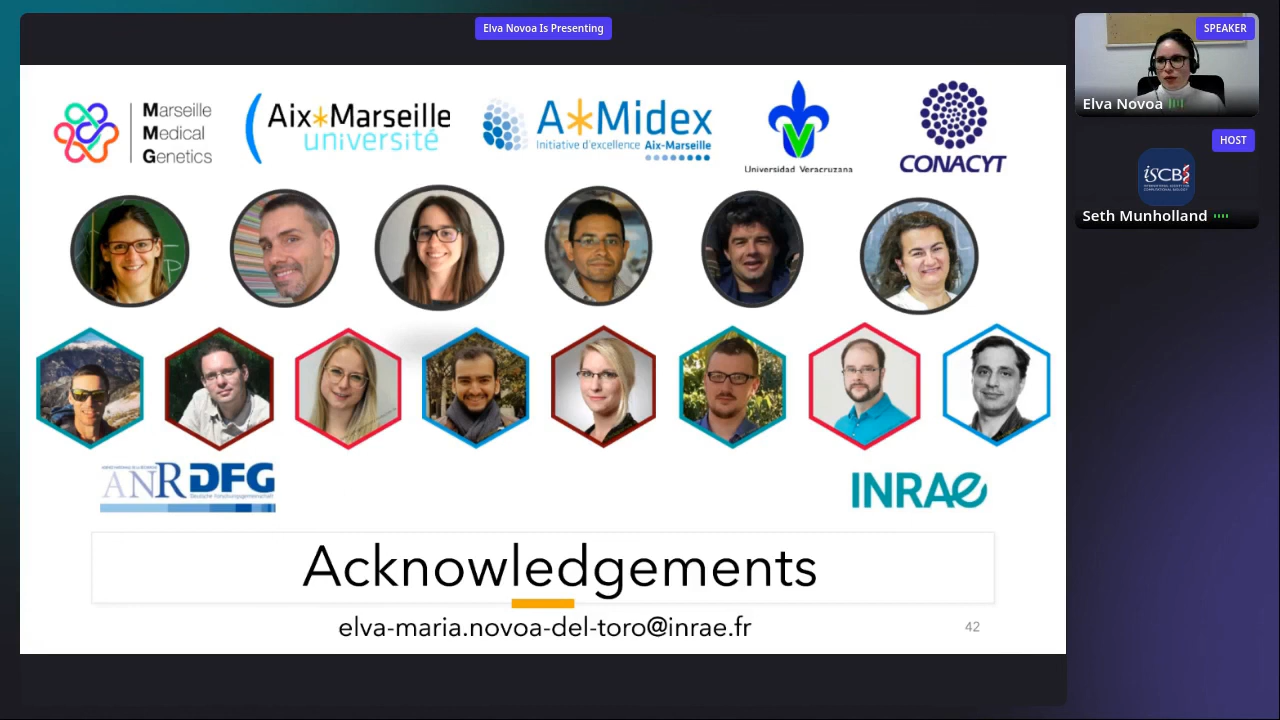 Elva Novoa Is Presenting
SPEAKER
Elva Novoa
HOST
iSCB
Seth Munholland
Marseille
Medical
Genetics
Aix*Marseille
université
A*Midex
Initiative d'excellence Aix-Marseille
Universidad Veracruzana
CONACYT
ANR DFG
Deutsche Forschungsgemeinschaft
INRAE
Acknowledgements
elva-maria.novoa-del-toro@inrae.fr
42